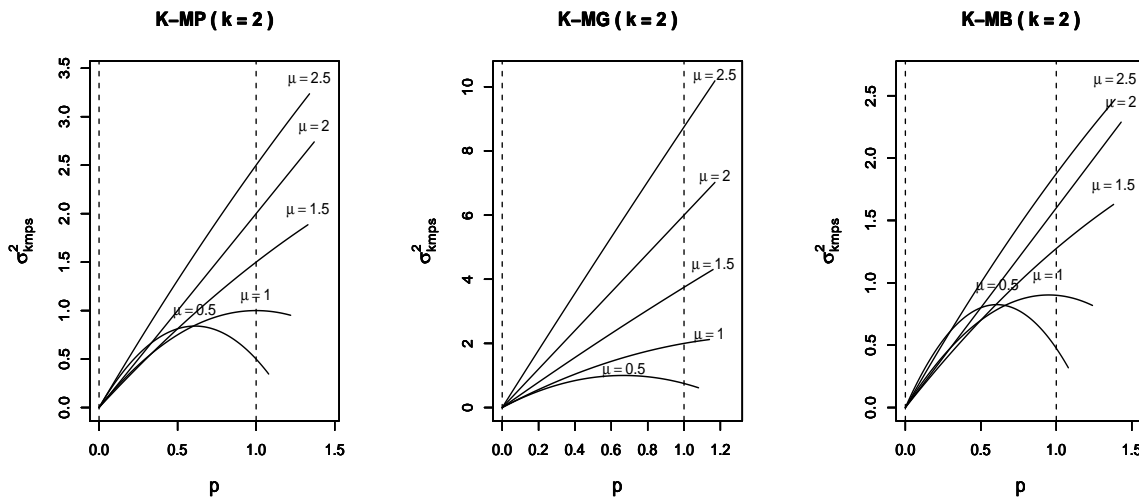 K−MP ( k = 2 )
σ²kmps
3.5
3.0
2.5
2.0
1.5
1.0
0.5
0.0
μ = 2.5
μ = 2
μ = 1.5
μ = 1
μ = 0.5
0.0 0.5 1.0 1.5
p
K−MG ( k = 2 )
σ²kmps
10
8
6
4
2
0
μ = 2.5
μ = 2
μ = 1.5
μ = 1
μ = 0.5
0.0 0.2 0.4 0.6 0.8 1.0 1.2
p
K−MB ( k = 2 )
σ²kmps
2.5
2.0
1.5
1.0
0.5
0.0
μ = 2.5
μ = 2
μ = 1.5
μ = 1
μ = 0.5
0.0 0.5 1.0 1.5
p